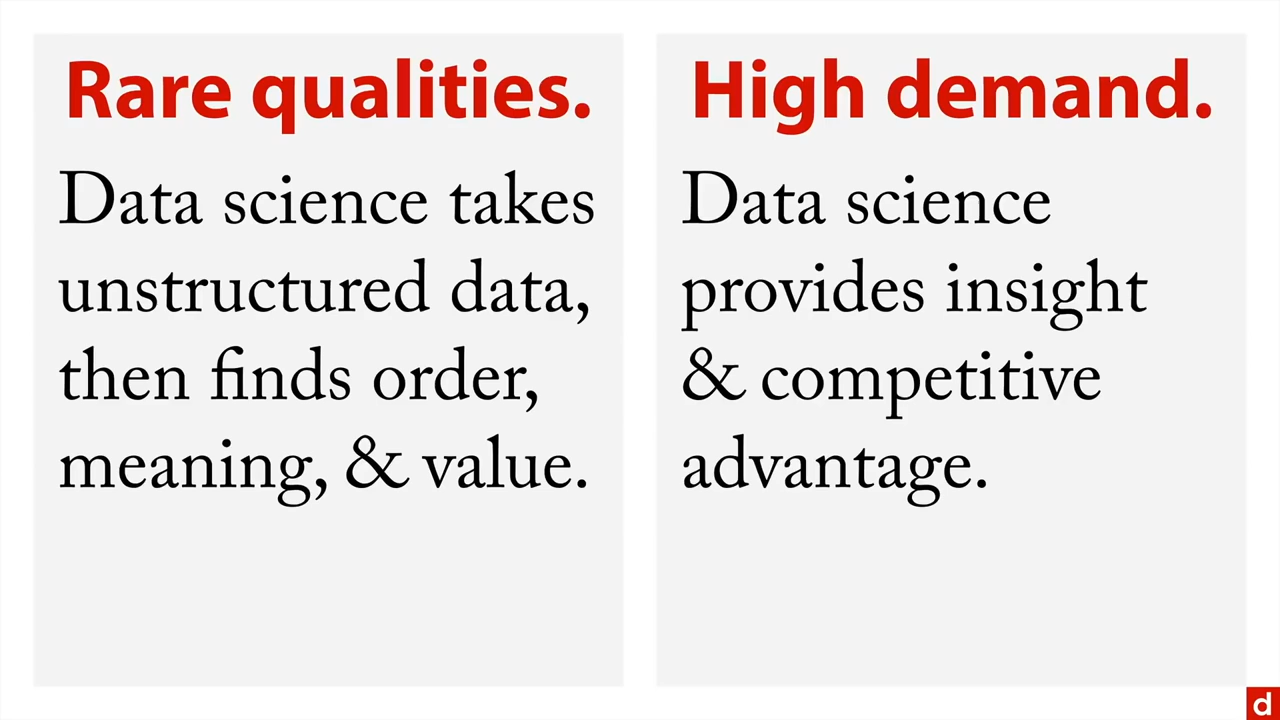 Rare qualities.
Data science takes
unstructured data,
then finds order,
meaning, & value.
High demand.
Data science
provides insight
& competitive
advantage.
d